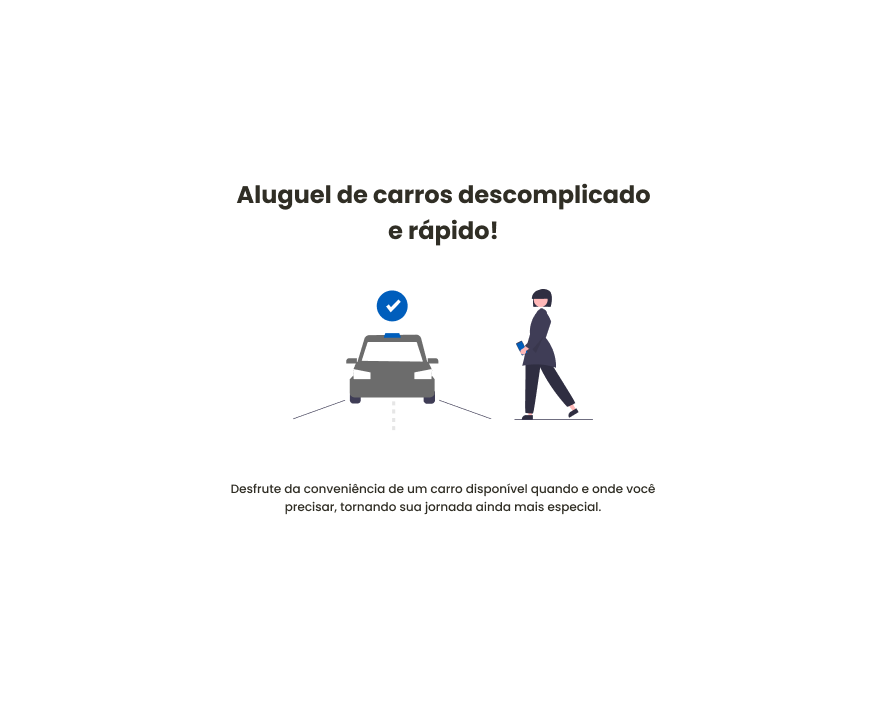 Aluguel de carros descomplicado
e rápido!
Desfrute da conveniência de um carro disponível quando e onde você
precisar, tornando sua jornada ainda mais especial.